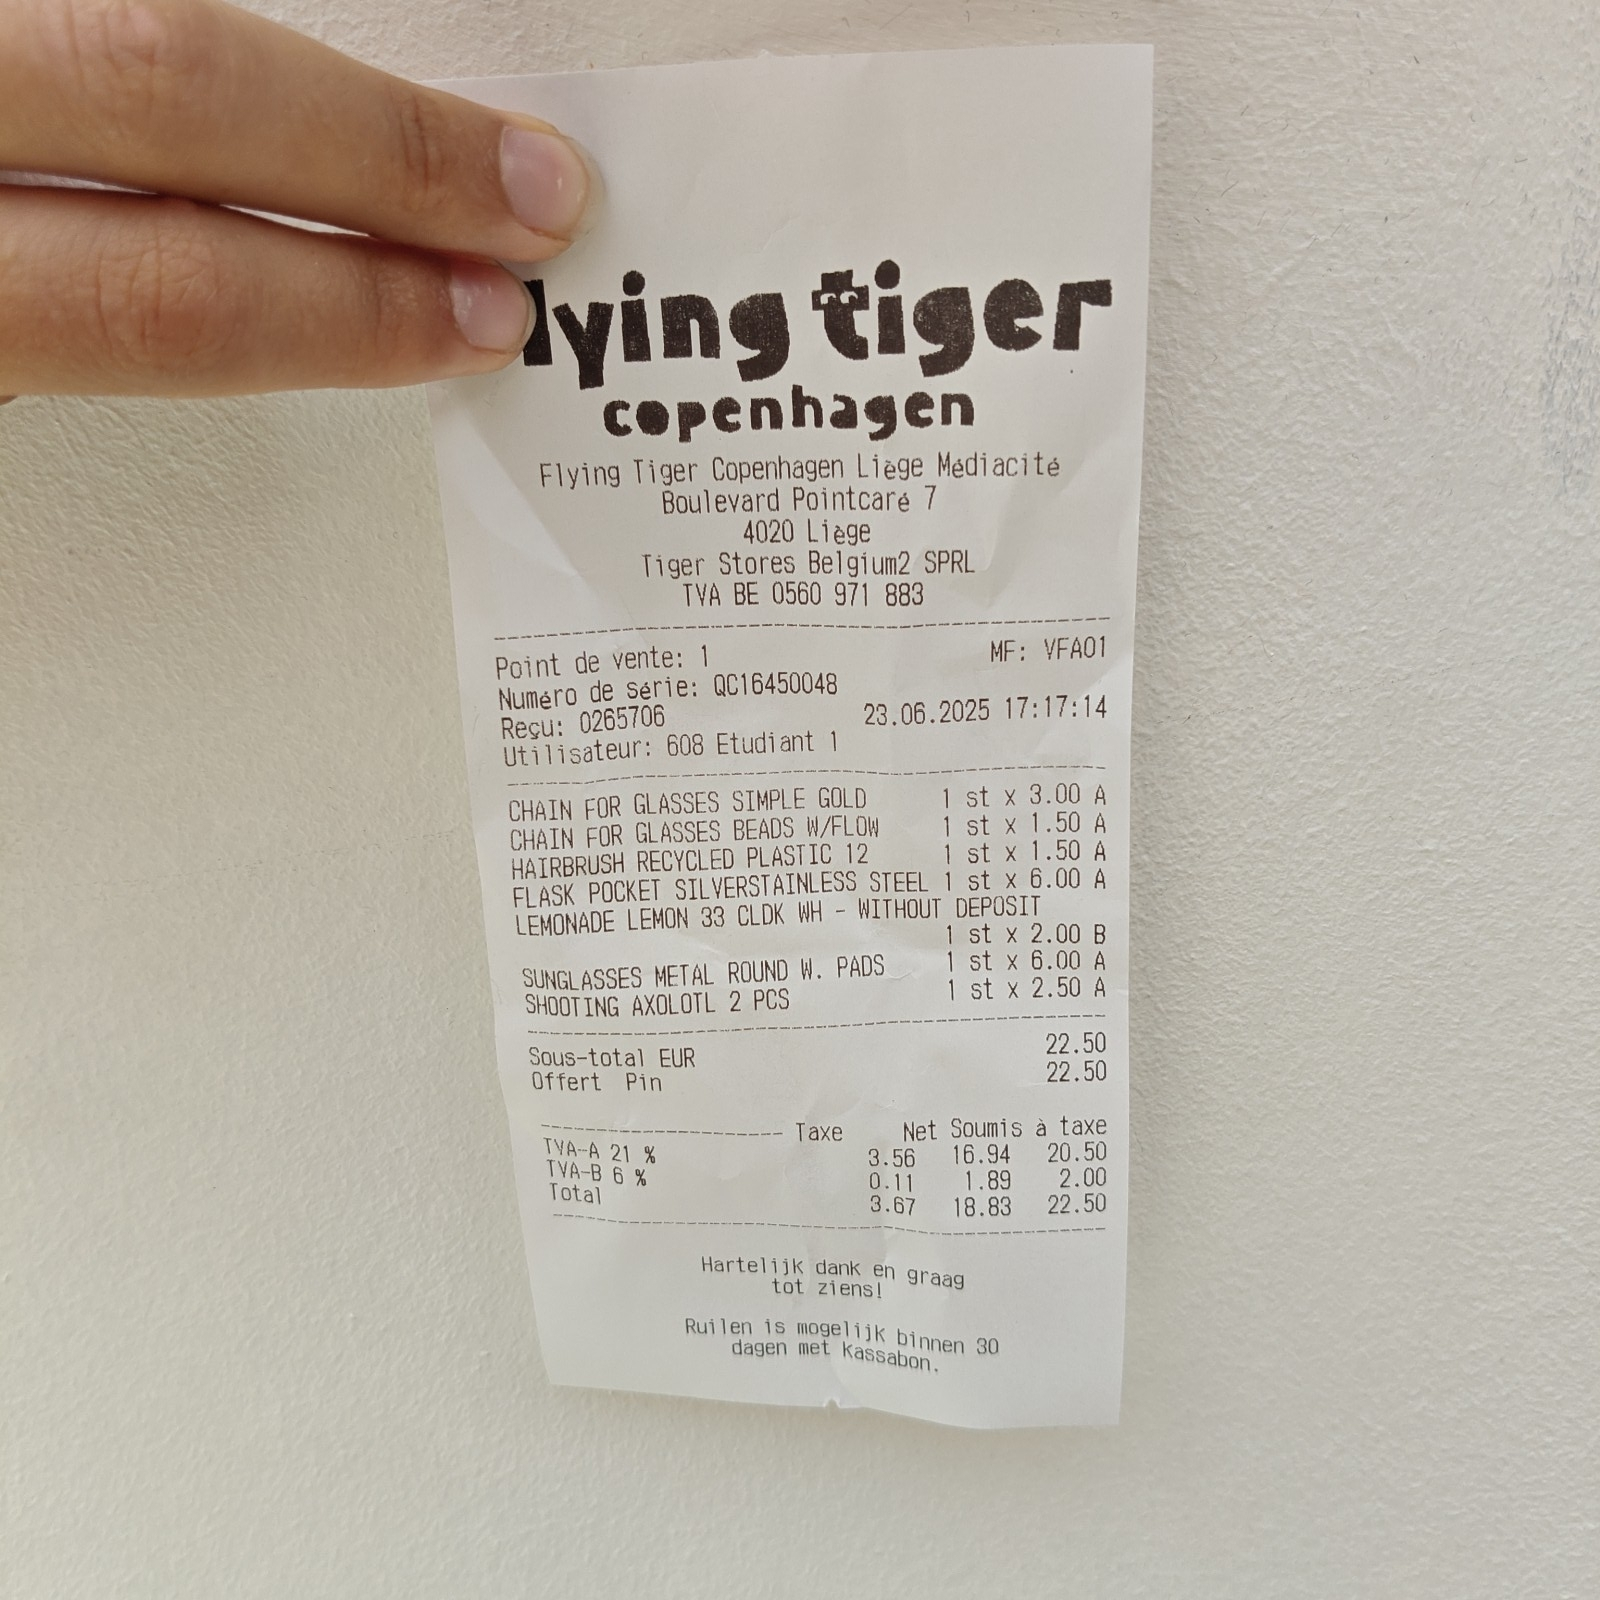 flying tiger
copenhagen
Flying Tiger Copenhagen Liège Médiacité
Boulevard Pointcaré 7
4020 Liège
Tiger Stores Belgium2 SPRL
TVA BE 0560 971 883
Point de vente: 1 MF: VFA01
Numéro de série: QC16450048
Reçu: 0265706 23.06.2025 17:17:14
Utilisateur: 608 Etudiant 1
CHAIN FOR GLASSES SIMPLE GOLD 1 st x 3.00 A
CHAIN FOR GLASSES BEADS W/FLOW 1 st x 1.50 A
HAIRBRUSH RECYCLED PLASTIC 12 1 st x 1.50 A
FLASK POCKET SILVERSTAINLESS STEEL 1 st x 6.00 A
LEMONADE LEMON 33 CLDK WH - WITHOUT DEPOSIT
1 st x 2.00 B
SUNGLASSES METAL ROUND W. PADS 1 st x 6.00 A
SHOOTING AXOLOTL 2 PCS 1 st x 2.50 A
Sous-total EUR 22.50
Offert Pin 22.50
Taxe Net Soumis à taxe
TVA-A 21 % 3.56 16.94 20.50
TVA-B 6 % 0.11 1.89 2.00
Total 3.67 18.83 22.50
Hartelijk dank en graag
tot ziens!
Ruilen is mogelijk binnen 30
dagen met kassabon.